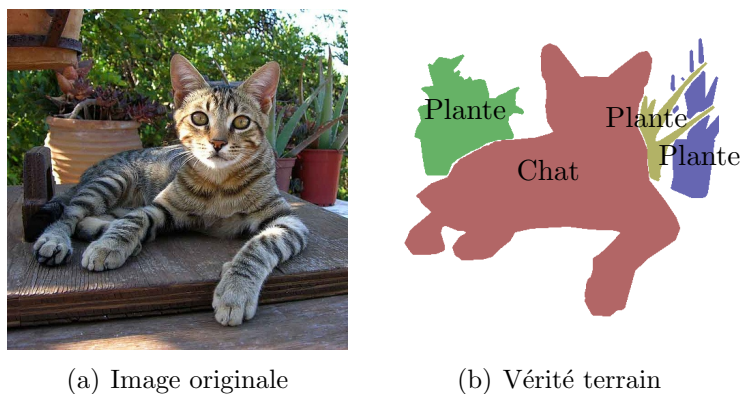 Plante
Plante
Plante
Chat
(a) Image originale
(b) Vérité terrain